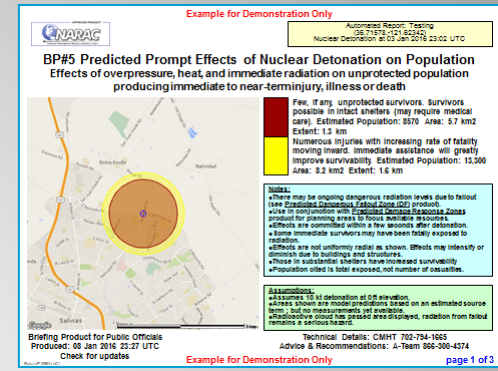 Example for Demonstration Only
NARAC
Automated Report: Testing
(36.71578,-121.62342)
Nuclear Detonation at 03 Jan 2016 23:02 UTC
BP#5 Predicted Prompt Effects of Nuclear Detonation on Population
Effects of overpressure, heat, and immediate radiation on unprotected population
producing immediate to near-terminjury, illness or death
Few, if any, unprotected survivors. Survivors
possible in intact shelters (may require medical
care). Estimated Population: 8570 Area: 5.7 km2
Extent: 1.3 km
Numerous injuries with increasing rate of fatality
moving inward. Immediate assistance will greatly
improve survivability. Estimated Population: 13,300
Area: 8.2 km2 Extent: 1.6 km
Natividad
Salinas
Google
Notes:
•There may be ongoing dangerous radiation levels due to fallout
(see Predicted Dangerous Fallout Zone (DF) product).
•Use in conjunction with Predicted Damage Response Zones
product for planning areas to focus available resources.
•Effects are committed within a few seconds after detonation.
•Some immediate survivors may have been fatally exposed to
radiation.
•Effects are not uniformly radial as shown. Effects may intensify or
diminish due to buildings and structures.
•Those in substantial shelters have increased survivability
•Population cited is total exposed, not number of casualties.
Assumptions:
•Assumes 10 kt detonation at 0 ft elevation.
•Areas shown are model predictions based on an estimated source
term ; but no measurements yet available.
•Radioactive cloud has passed area displayed, radiation from fallout
remains a serious hazard.
Briefing Product for Public Officials
Produced: 08 Jan 2016 23:27 UTC
Check for updates
Technical Details: CMHT 702-794-1665
Advice & Recommendations: A-Team 866-300-4374
Example for Demonstration Only
page 1 of 3